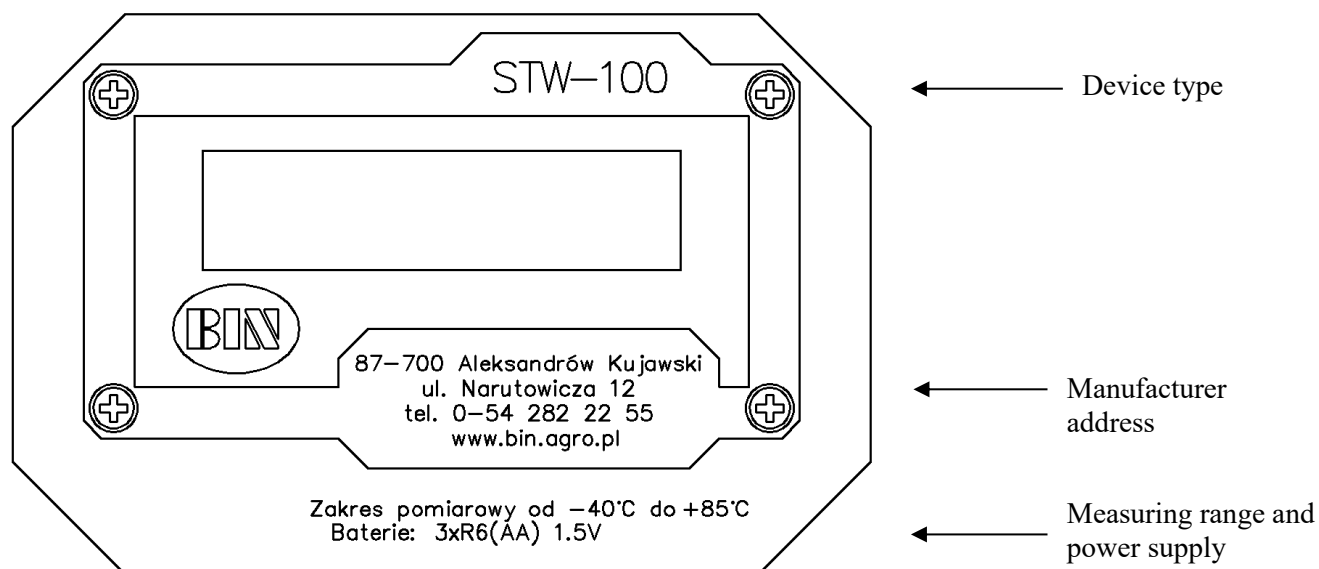 STW-100
Device type
BIN
87-700 Aleksandrów Kujawski
ul. Narutowicza 12
tel. 0-54 282 22 55
www.bin.agro.pl
Manufacturer
address
Zakres pomiarowy od -40°C do +85°C
Baterie: 3xR6(AA) 1.5V
Measuring range and
power supply